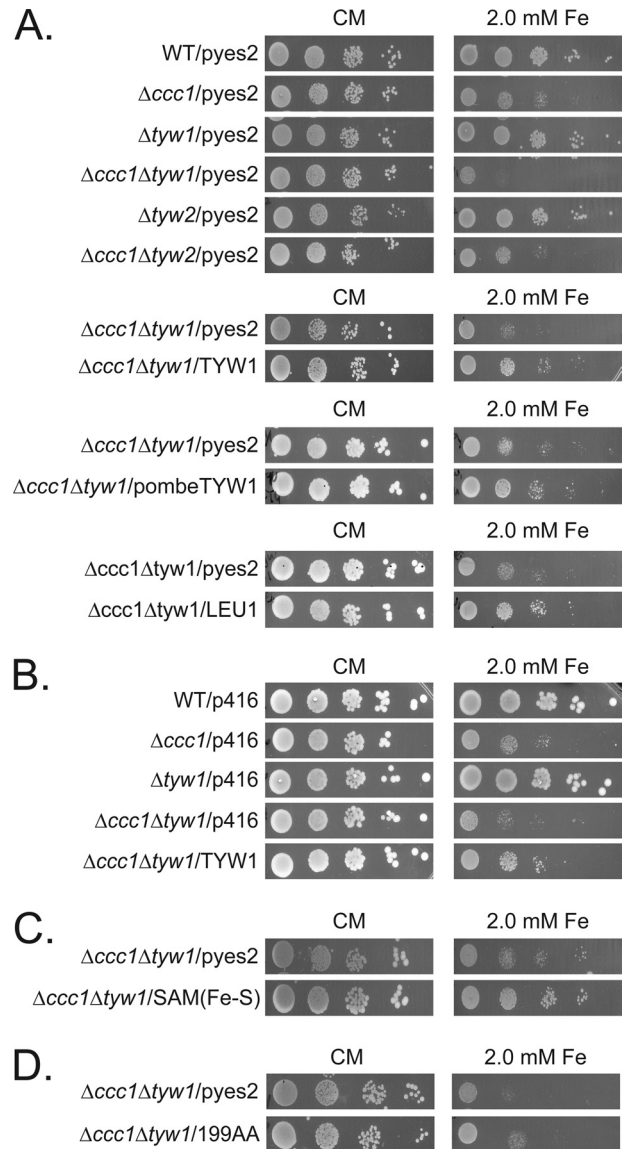 A.
CM 2.0 mM Fe
WT/pyes2
Δccc1/pyes2
Δtyw1/pyes2
Δccc1Δtyw1/pyes2
Δtyw2/pyes2
Δccc1Δtyw2/pyes2
CM 2.0 mM Fe
Δccc1Δtyw1/pyes2
Δccc1Δtyw1/TYW1
CM 2.0 mM Fe
Δccc1Δtyw1/pyes2
Δccc1Δtyw1/pombeTYW1
CM 2.0 mM Fe
Δccc1Δtyw1/pyes2
Δccc1Δtyw1/LEU1
B.
CM 2.0 mM Fe
WT/p416
Δccc1/p416
Δtyw1/p416
Δccc1Δtyw1/p416
Δccc1Δtyw1/TYW1
C.
CM 2.0 mM Fe
Δccc1Δtyw1/pyes2
Δccc1Δtyw1/SAM(Fe-S)
D.
CM 2.0 mM Fe
Δccc1Δtyw1/pyes2
Δccc1Δtyw1/199AA